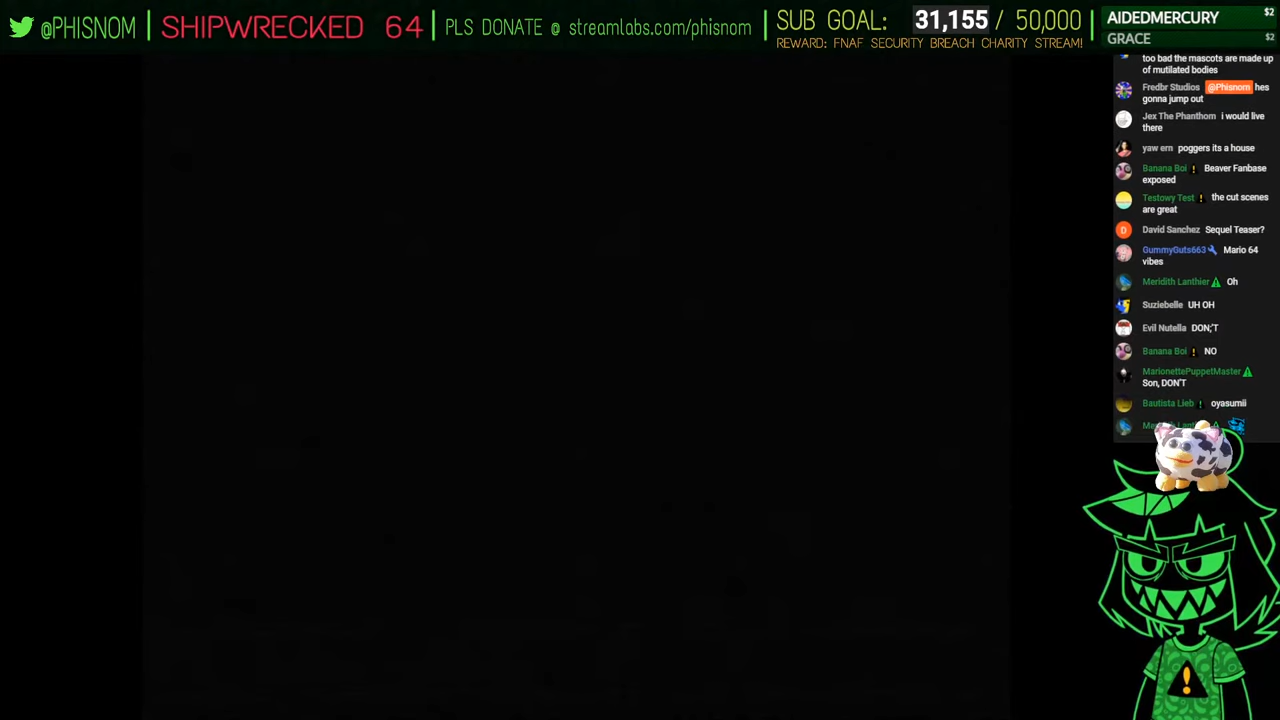 @PHISNOM | SHIPWRECKED 64 | PLS DONATE @ streamlabs.com/phisnom | SUB GOAL: 31,155 / 50,000
REWARD: FNAF SECURITY BREACH CHARITY STREAM!
AIDEDMERCURY $2
GRACE $2
too bad the mascots are made up
of mutilated bodies
Fredbr Studios @Phisnom hes
gonna jump out
Jex The Phanthom i would live
there
yaw ern poggers its a house
Banana Boi Beaver Fanbase
exposed
Testowy Test the cut scenes
are great
David Sanchez Sequel Teaser?
D
GummyGuts663 Mario 64
vibes
Meridith Lanthier Oh
Suziebelle UH OH
Evil Nutella DON;'T
Banana Boi NO
MarionettePuppetMaster
Son, DON'T
Bautista Lieb oyasumii